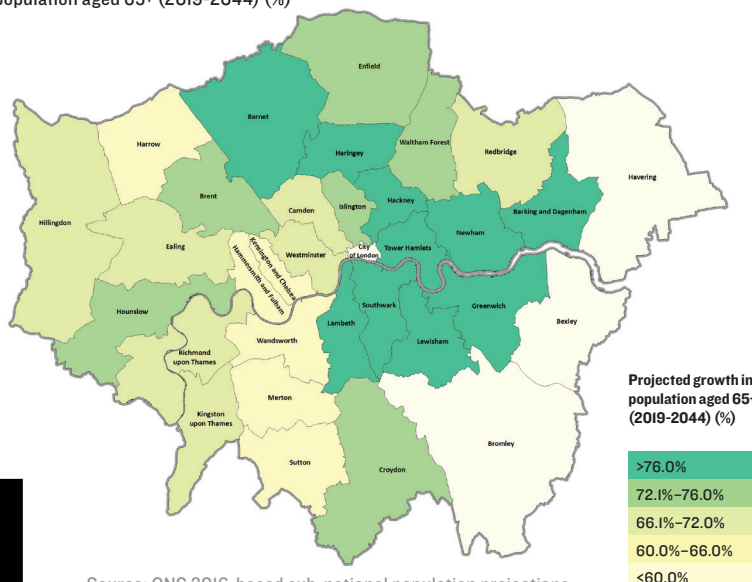 population aged 65+ (2019-2044) (%)
Enfield
Barnet
Harrow
Haringey
Waltham Forest
Redbridge
Havering
Brent
Hillingdon
Camden
Islington
Hackney
Barking and Dagenham
Ealing
Westminster
City
of London
Tower Hamlets
Newham
Kensington and Chelsea
Hammersmith and Fulham
Hounslow
Southwark
Greenwich
Lambeth
Bexley
Wandsworth
Lewisham
Richmond
upon Thames
Merton
Kingston
upon Thames
Bromley
Sutton
Croydon
Projected growth in
population aged 65+
(2019-2044) (%)
>76.0%
72.1%–76.0%
66.1%–72.0%
60.0%–66.0%
<60.0%
Source: ONS 2016-based sub-national population projections